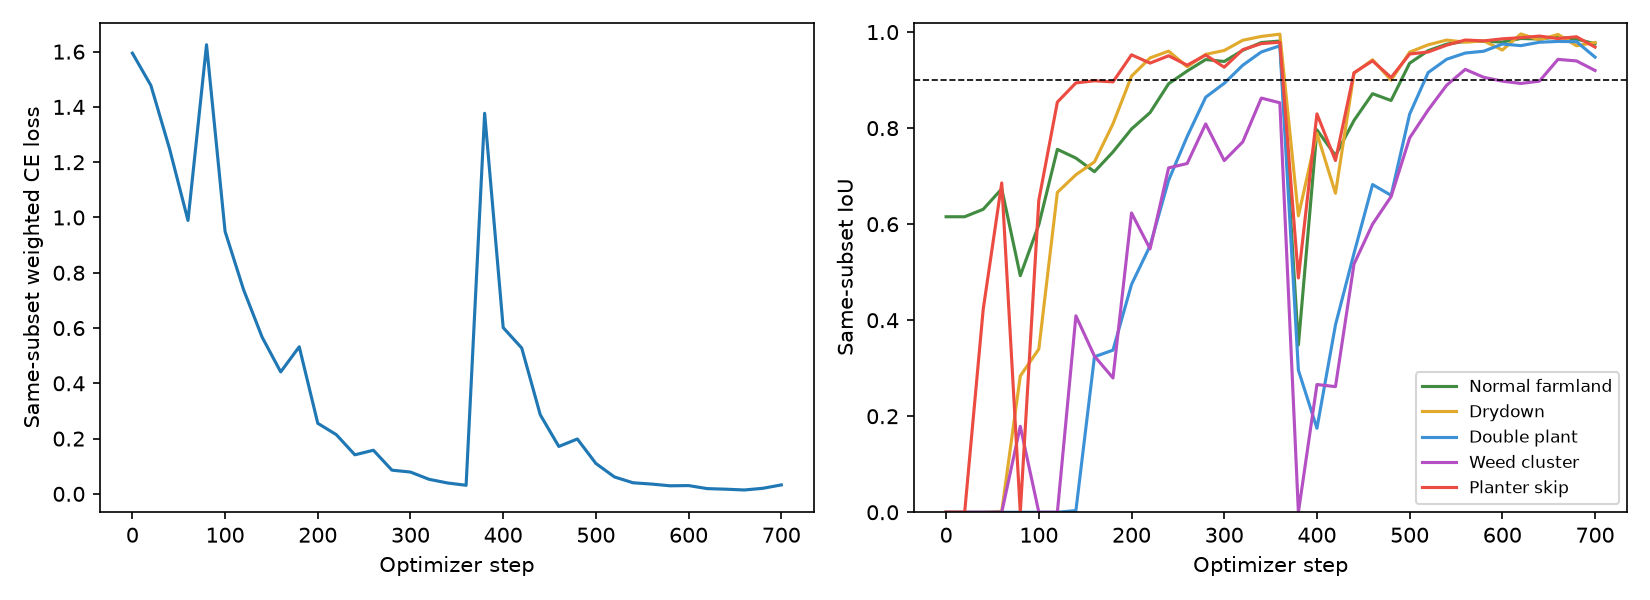 Same-subset weighted CE loss
1.6
1.4
1.2
1.0
0.8
0.6
0.4
0.2
0.0
0 100 200 300 400 500 600 700
Optimizer step
Same-subset IoU
1.0
0.8
0.6
0.4
0.2
0.0
Normal farmland
Drydown
Double plant
Weed cluster
Planter skip
0 100 200 300 400 500 600 700
Optimizer step